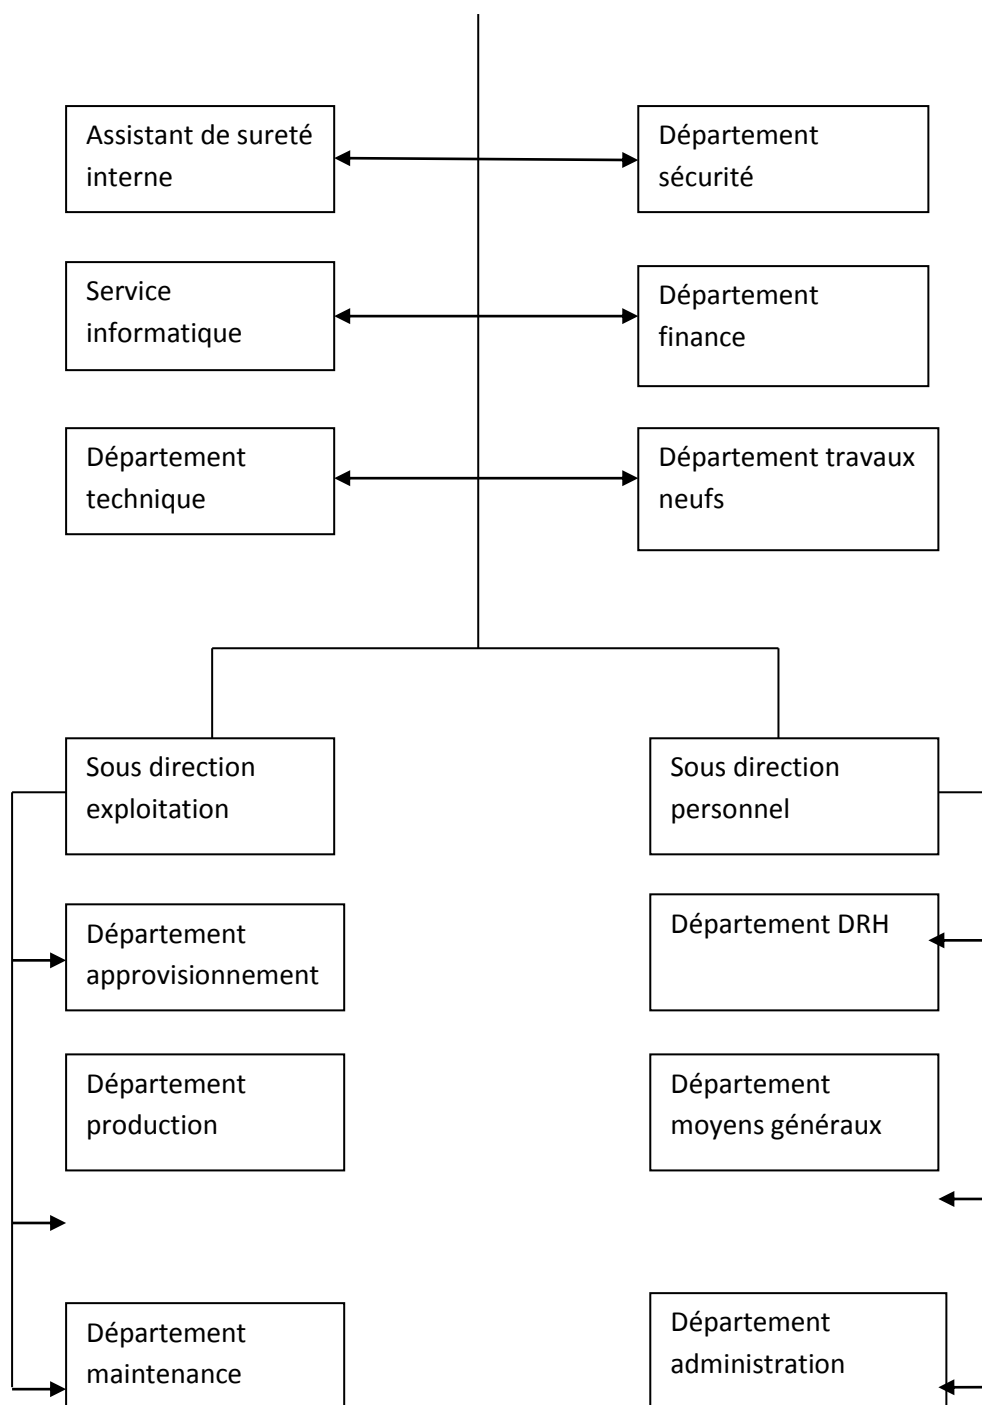 Assistant de sureté
interne
Département
sécurité
Service
informatique
Département
finance
Département
technique
Département travaux
neufs
Sous direction
exploitation
Sous direction
personnel
Département
approvisionnement
Département DRH
Département
production
Département
moyens généraux
Département
maintenance
Département
administration